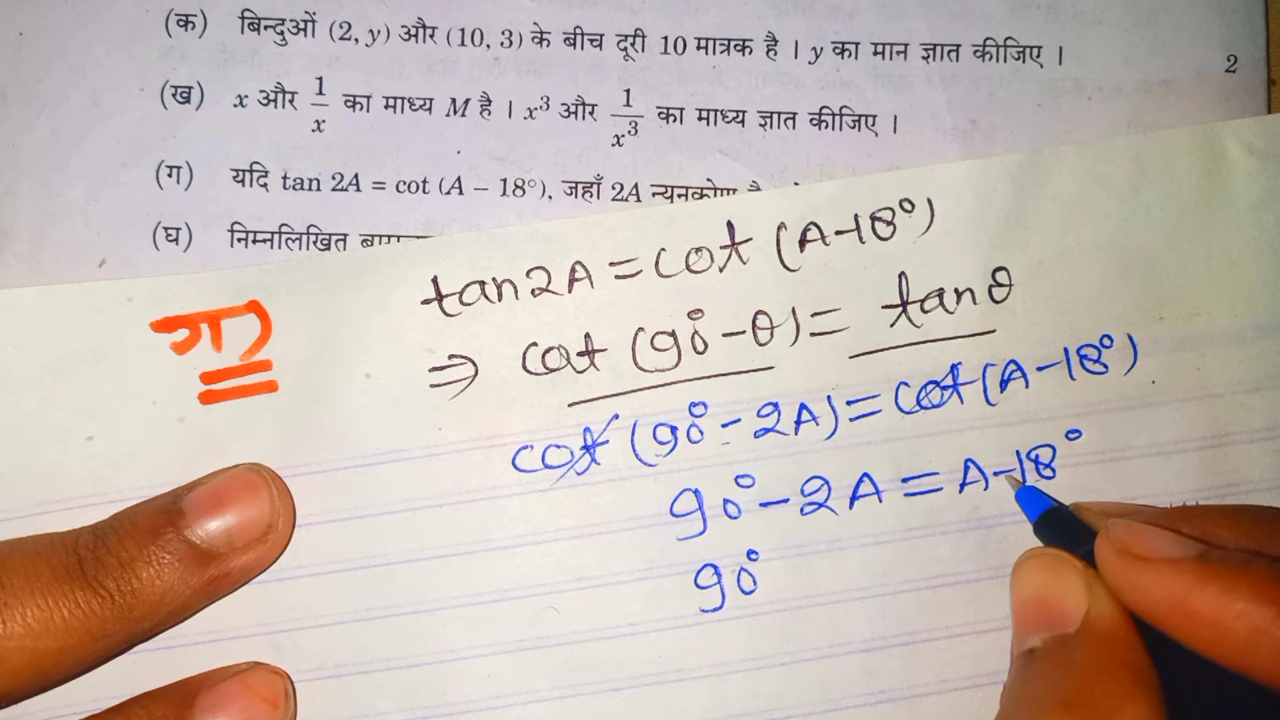 (क) बिन्दुओं (2, y) और (10, 3) के बीच दूरी 10 मात्रक है । y का मान ज्ञात कीजिए ।
2
(ख) x और 1/x का माध्य M है । x³ और 1/x³ का माध्य ज्ञात कीजिए ।
(ग) यदि tan 2A = cot (A – 18°), जहाँ 2A न्यूनकोण है
(घ) निम्नलिखित
ग)
tan2A = cot (A-18°)
⇒ cot (90°-θ) = tanθ
cot (90°-2A) = cot (A-18°)
90°-2A = A-18°
90°